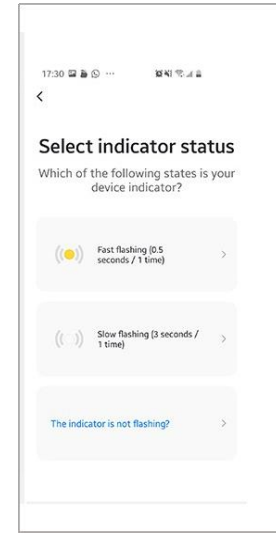 17:30
Select indicator status
Which of the following states is your
device indicator?
Fast flashing (0.5
seconds / 1 time)
Slow flashing (3 seconds /
1 time)
The indicator is not flashing?